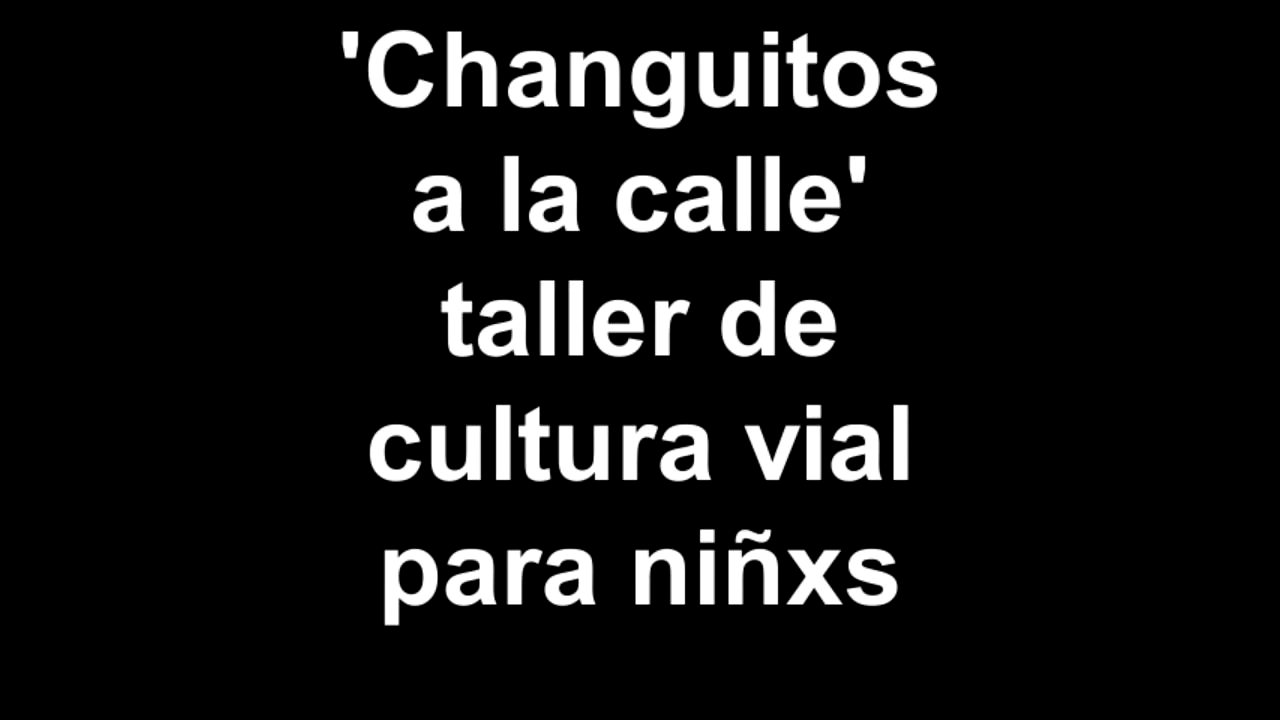 'Changuitos
a la calle'
taller de
cultura vial
para niñxs